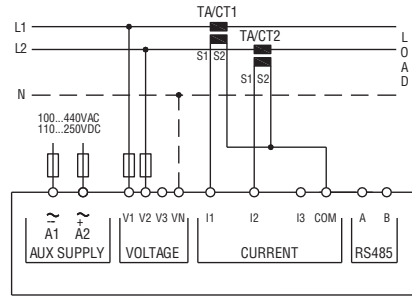 TA/CT1
L1
L2
TA/CT2
S1 S2
S1 S2
N
LOAD
100...440VAC
110...250VDC
~ ~
- +
A1 A2
V1 V2 V3 VN
I1 I2 I3 COM
A B
AUX SUPPLY
VOLTAGE
CURRENT
RS485